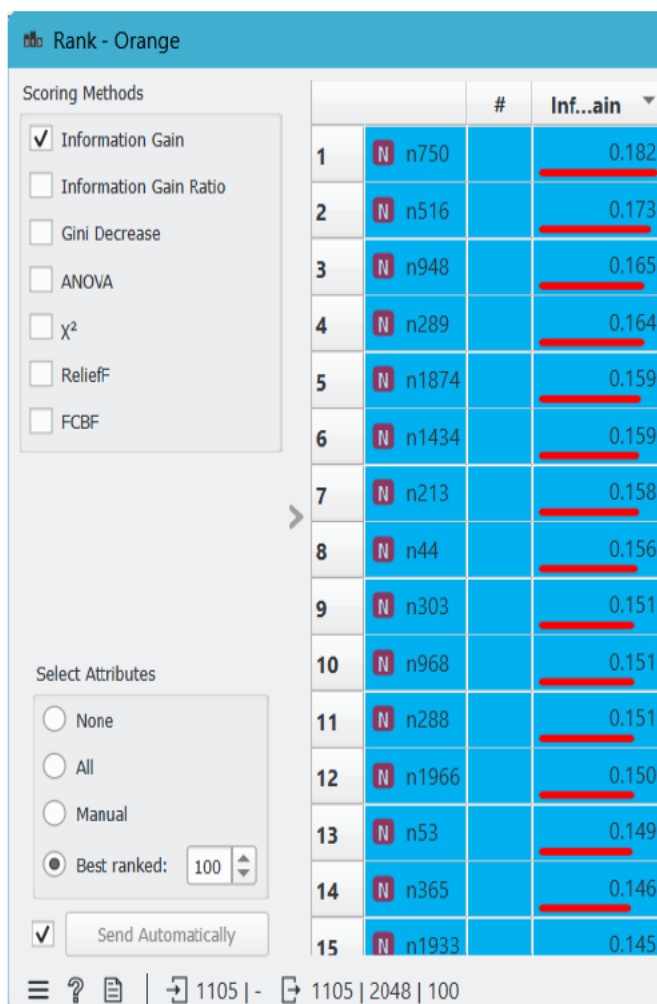 Rank - Orange
Scoring Methods
Information Gain
Information Gain Ratio
Gini Decrease
ANOVA
χ²
ReliefF
FCBF
Select Attributes
None
All
Manual
Best ranked: 100
Send Automatically
# Inf...ain
1 N n750 0.182
2 N n516 0.173
3 N n948 0.165
4 N n289 0.164
5 N n1874 0.159
6 N n1434 0.159
7 N n213 0.158
8 N n44 0.156
9 N n303 0.151
10 N n968 0.151
11 N n288 0.151
12 N n1966 0.150
13 N n53 0.149
14 N n365 0.146
15 N n1933 0.145
1105 | - 1105 | 2048 | 100